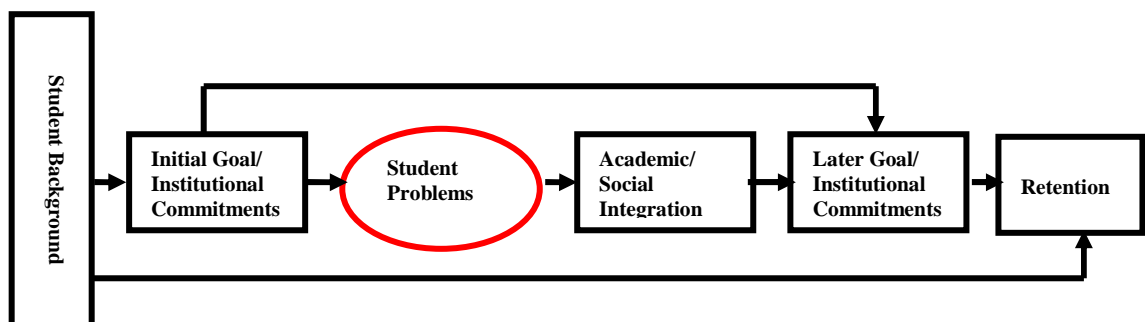 Student Background
Initial Goal/
Institutional
Commitments
Student
Problems
Academic/
Social
Integration
Later Goal/
Institutional
Commitments
Retention